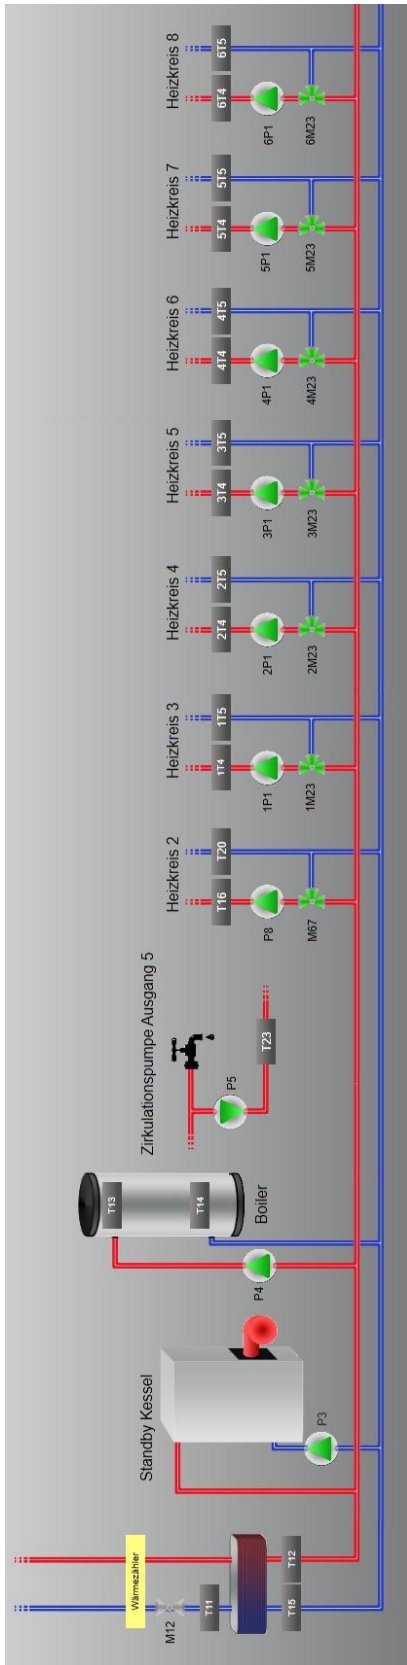 Heizkreis 8
6T4
6T5
6P1
6M23
Heizkreis 7
5T4
5T5
5P1
5M23
Heizkreis 6
4T4
4T5
4P1
4M23
Heizkreis 5
3T4
3T5
3P1
3M23
Heizkreis 4
2T4
2T5
2P1
2M23
Heizkreis 3
1T4
1T5
1P1
1M23
Heizkreis 2
T16
T20
P8
M67
Zirkulationspumpe Ausgang 5
P5
T23
T13
T14
Boiler
P4
Standby Kessel
P3
Wärmezähler
M12
T11
T15
T12